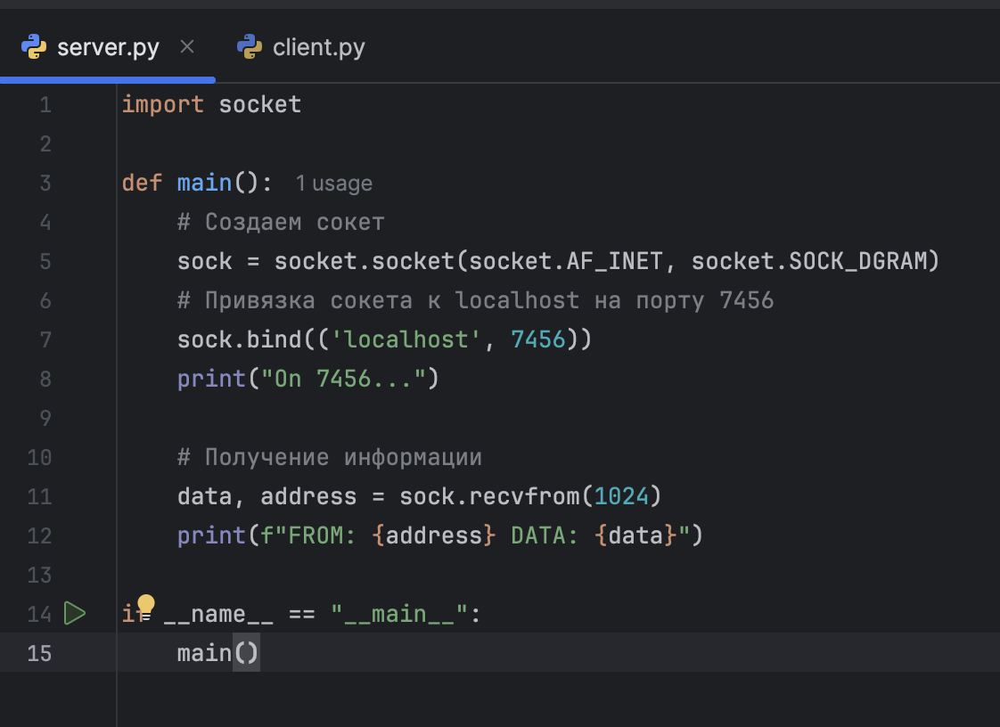 server.py
client.py
1 import socket
2
3 def main(): 1 usage
4     # Создаем сокет
5     sock = socket.socket(socket.AF_INET, socket.SOCK_DGRAM)
6     # Привязка сокета к localhost на порту 7456
7     sock.bind(('localhost', 7456))
8     print("On 7456...")
9
10     # Получение информации
11     data, address = sock.recvfrom(1024)
12     print(f"FROM: {address} DATA: {data}")
13
14 if __name__ == "__main__":
15     main()